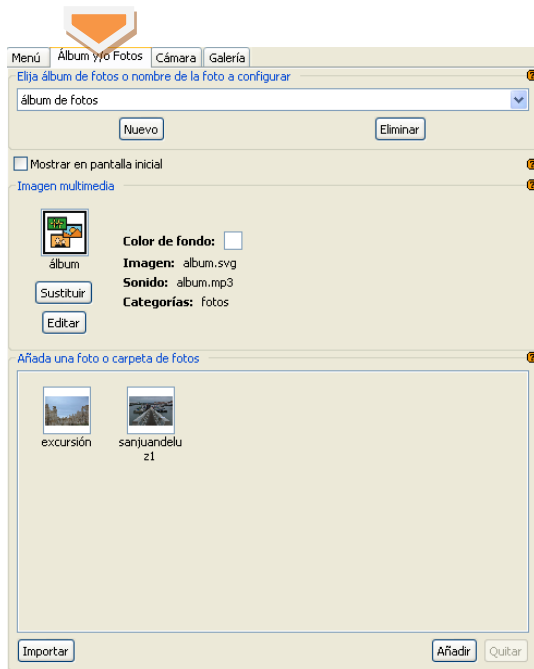 Menú Álbum y/o Fotos Cámara Galería
Elija álbum de fotos o nombre de la foto a configurar
álbum de fotos
Nuevo Eliminar
Mostrar en pantalla inicial
Imagen multimedia
álbum
Sustituir
Editar
Color de fondo:
Imagen: album.svg
Sonido: album.mp3
Categorías: fotos
Añada una foto o carpeta de fotos
excursión
sanjuandelu
z1
Importar Añadir Quitar